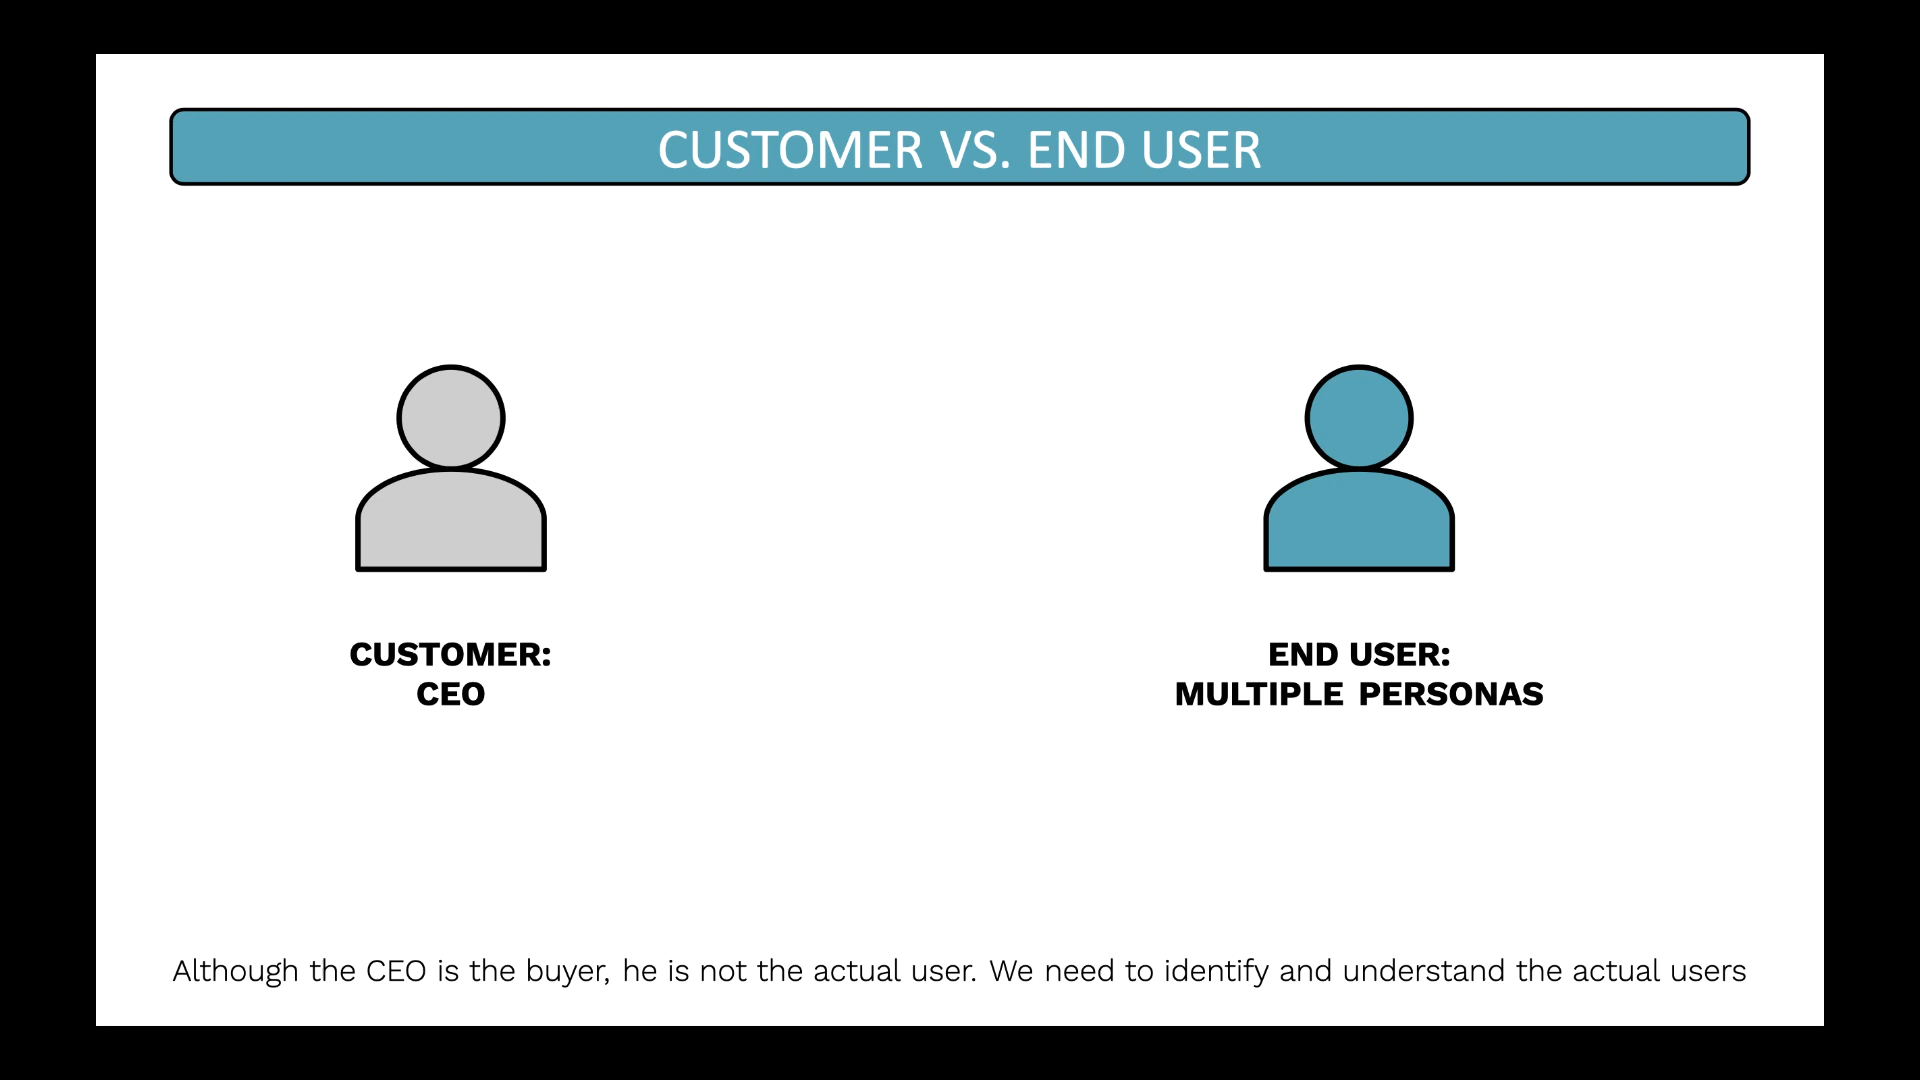 CUSTOMER VS. END USER
CUSTOMER:
CEO
END USER:
MULTIPLE PERSONAS
Although the CEO is the buyer, he is not the actual user. We need to identify and understand the actual users